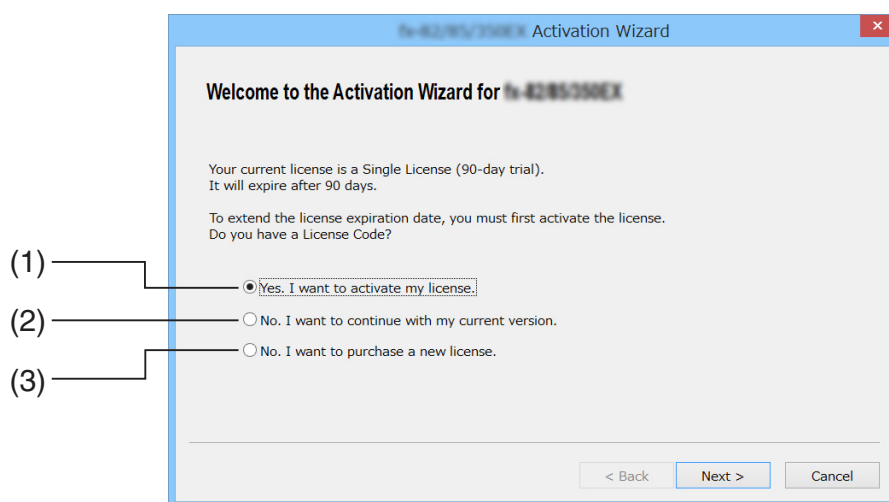 Activation Wizard
Welcome to the Activation Wizard for
Your current license is a Single License (90-day trial).
It will expire after 90 days.
To extend the license expiration date, you must first activate the license.
Do you have a License Code?
(1)
Yes. I want to activate my license.
(2)
No. I want to continue with my current version.
(3)
No. I want to purchase a new license.
< Back Next > Cancel